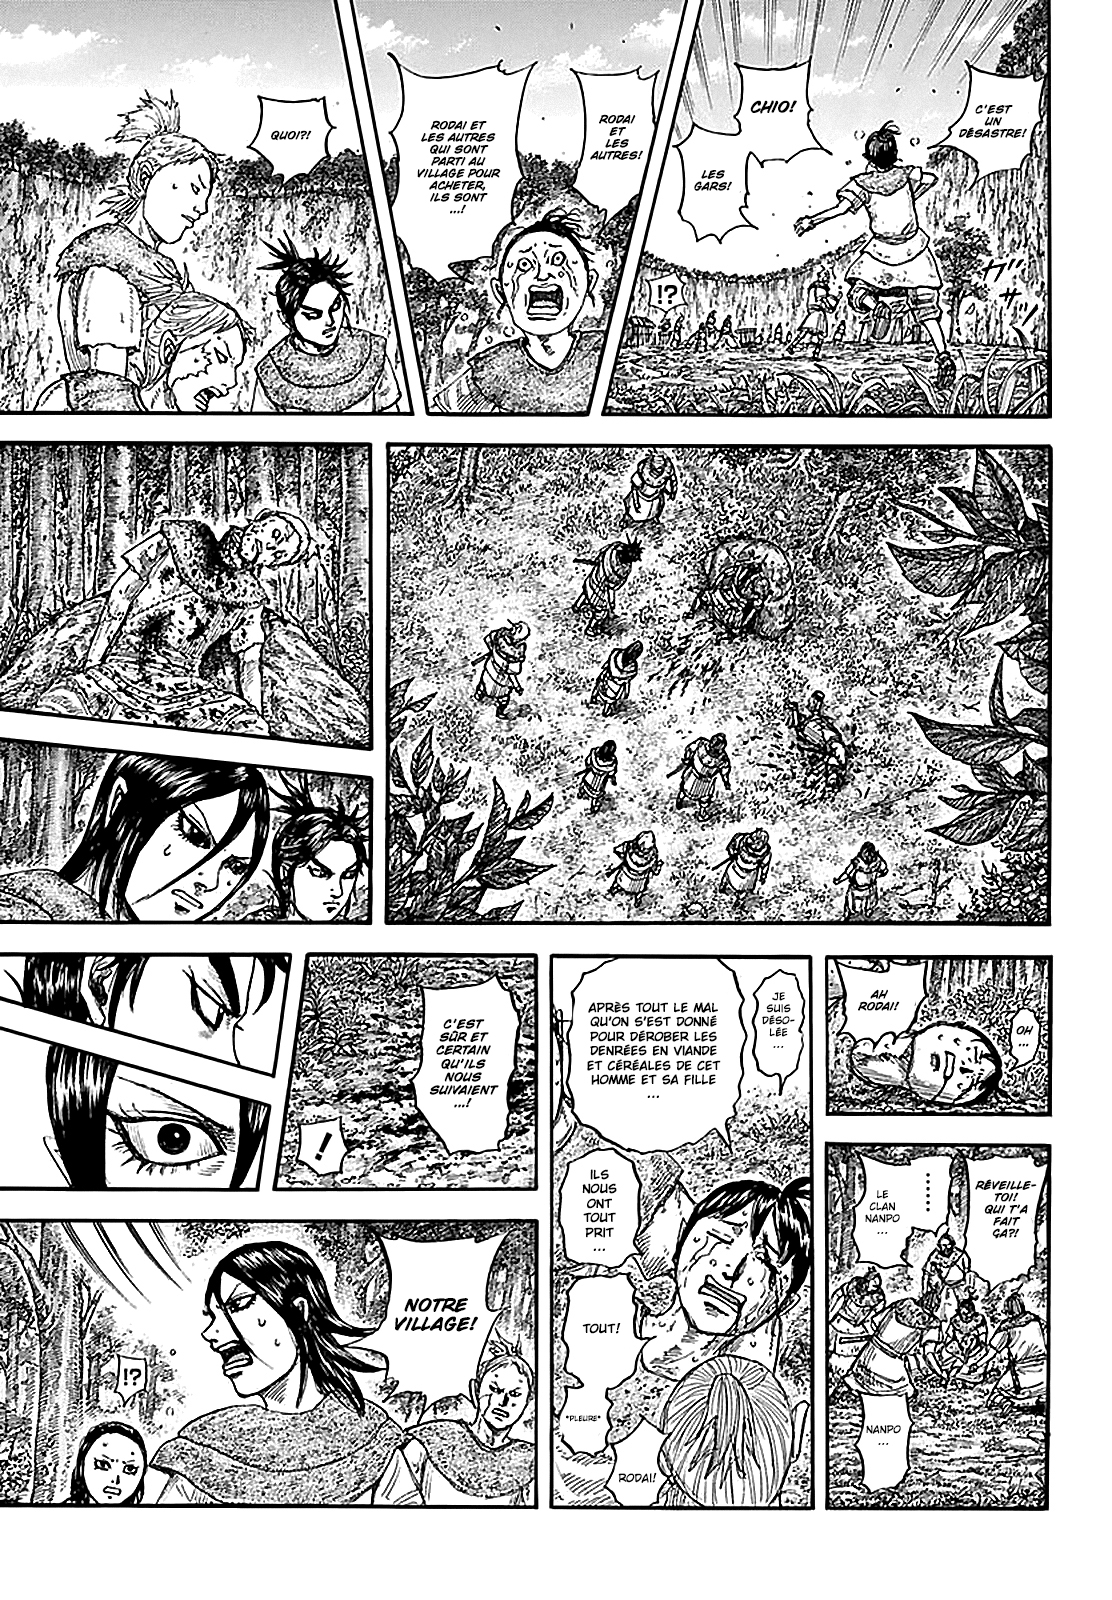 C'EST
UN
DÉSASTRE!
CHIO!
LES
GARS!
!?
ガバ
ザッ
RODAI
ET
LES
AUTRES!
RODAI ET
LES AUTRES
QUI SONT
PARTI AU
VILLAGE POUR
ACHETER,
ILS SONT
...!
QUOI?!
OH
...
AH
RODAI!
RÉVEILLE-
TOI!
QUI T'A
FAIT
ÇA?!
......
LE
CLAN
NANPO
...
NANPO
...
JE
SUIS
DÉSO-
LÉE
...
APRÈS TOUT LE MAL
QU'ON S'EST DONNÉ
POUR DÉROBER LES
DENRÉES EN VIANDE
ET CÉRÉALES DE CET
HOMME ET SA FILLE
...
ILS
NOUS
ONT
TOUT
PRIT
...
TOUT!
*PLEURE*
RODAI!
C'EST
SÛR ET
CERTAIN
QU'ILS
NOUS
SUIVAIENT
...!
!
NOTRE
VILLAGE!
!?